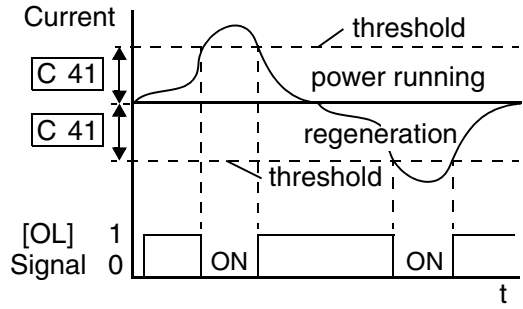 Current
threshold
C 41
power running
C 41
regeneration
threshold
[OL] 1
Signal 0
ON
ON
t